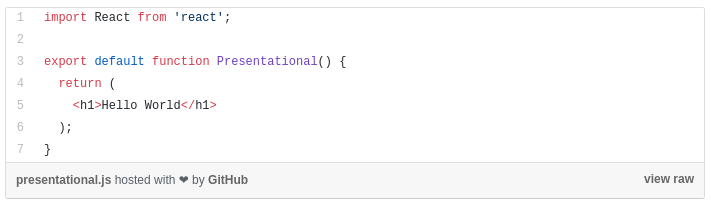 1 import React from 'react';
2
3 export default function Presentational() {
4   return (
5     <h1>Hello World</h1>
6   );
7 }
presentational.js hosted with ❤ by GitHub view raw